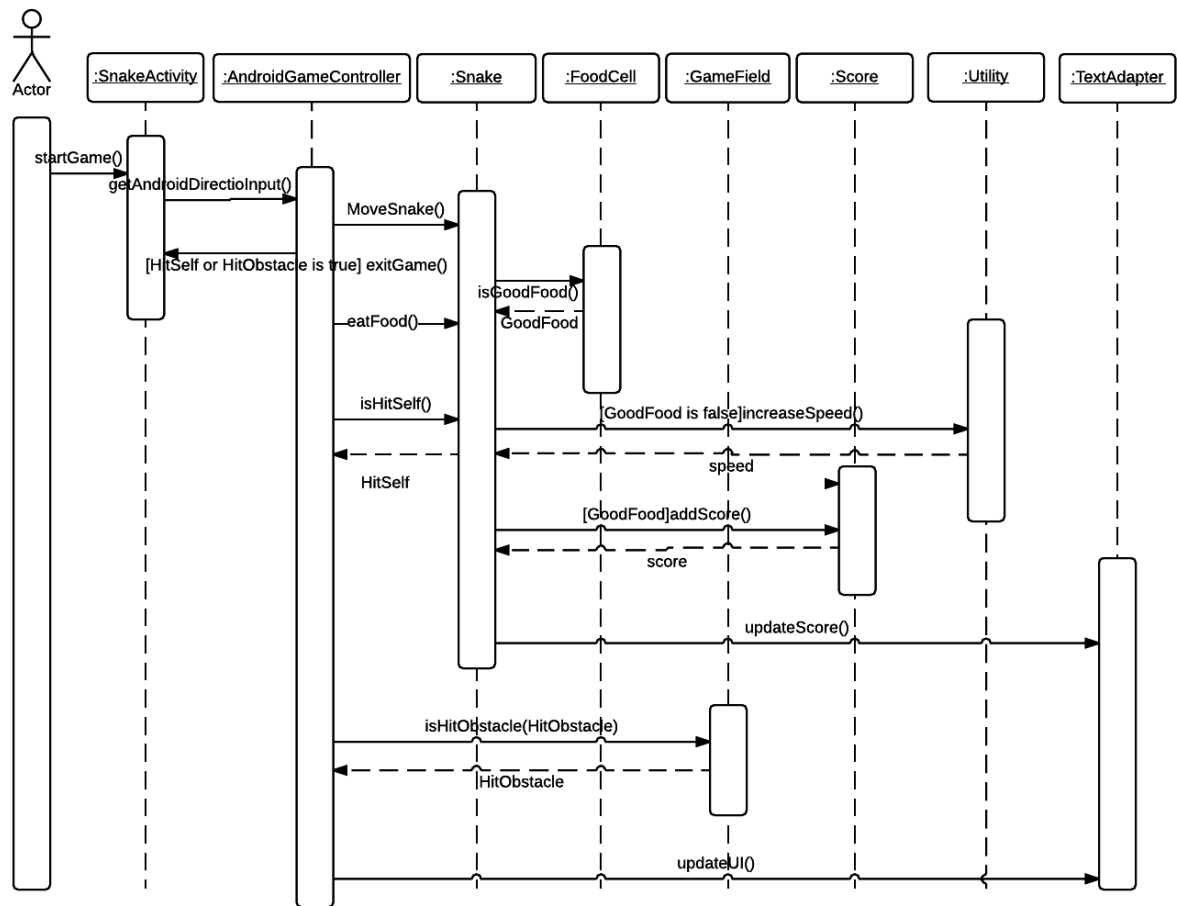 Actor
:SnakeActivity
:AndroidGameController
:Snake
:FoodCell
:GameField
:Score
:Utility
:TextAdapter
startGame()
getAndroidDirectioInput()
MoveSnake()
[HitSelf or HitObstacle is true] exitGame()
isGoodFood()
GoodFood
eatFood()
isHitSelf()
[GoodFood is false]increaseSpeed()
speed
HitSelf
[GoodFood]addScore()
score
updateScore()
isHitObstacle(HitObstacle)
HitObstacle
updateUI()